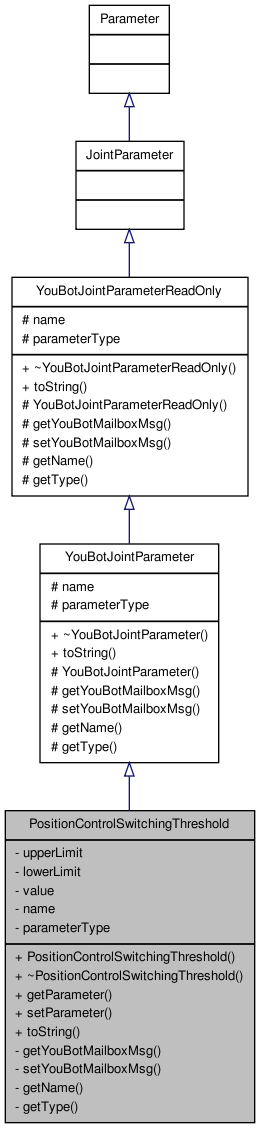 Parameter
JointParameter
YouBotJointParameterReadOnly
# name
# parameterType
+ ~YouBotJointParameterReadOnly()
+ toString()
# YouBotJointParameterReadOnly()
# getYouBotMailboxMsg()
# setYouBotMailboxMsg()
# getName()
# getType()
YouBotJointParameter
# name
# parameterType
+ ~YouBotJointParameter()
+ toString()
# YouBotJointParameter()
# getYouBotMailboxMsg()
# setYouBotMailboxMsg()
# getName()
# getType()
PositionControlSwitchingThreshold
- upperLimit
- lowerLimit
- value
- name
- parameterType
+ PositionControlSwitchingThreshold()
+ ~PositionControlSwitchingThreshold()
+ getParameter()
+ setParameter()
+ toString()
- getYouBotMailboxMsg()
- setYouBotMailboxMsg()
- getName()
- getType()